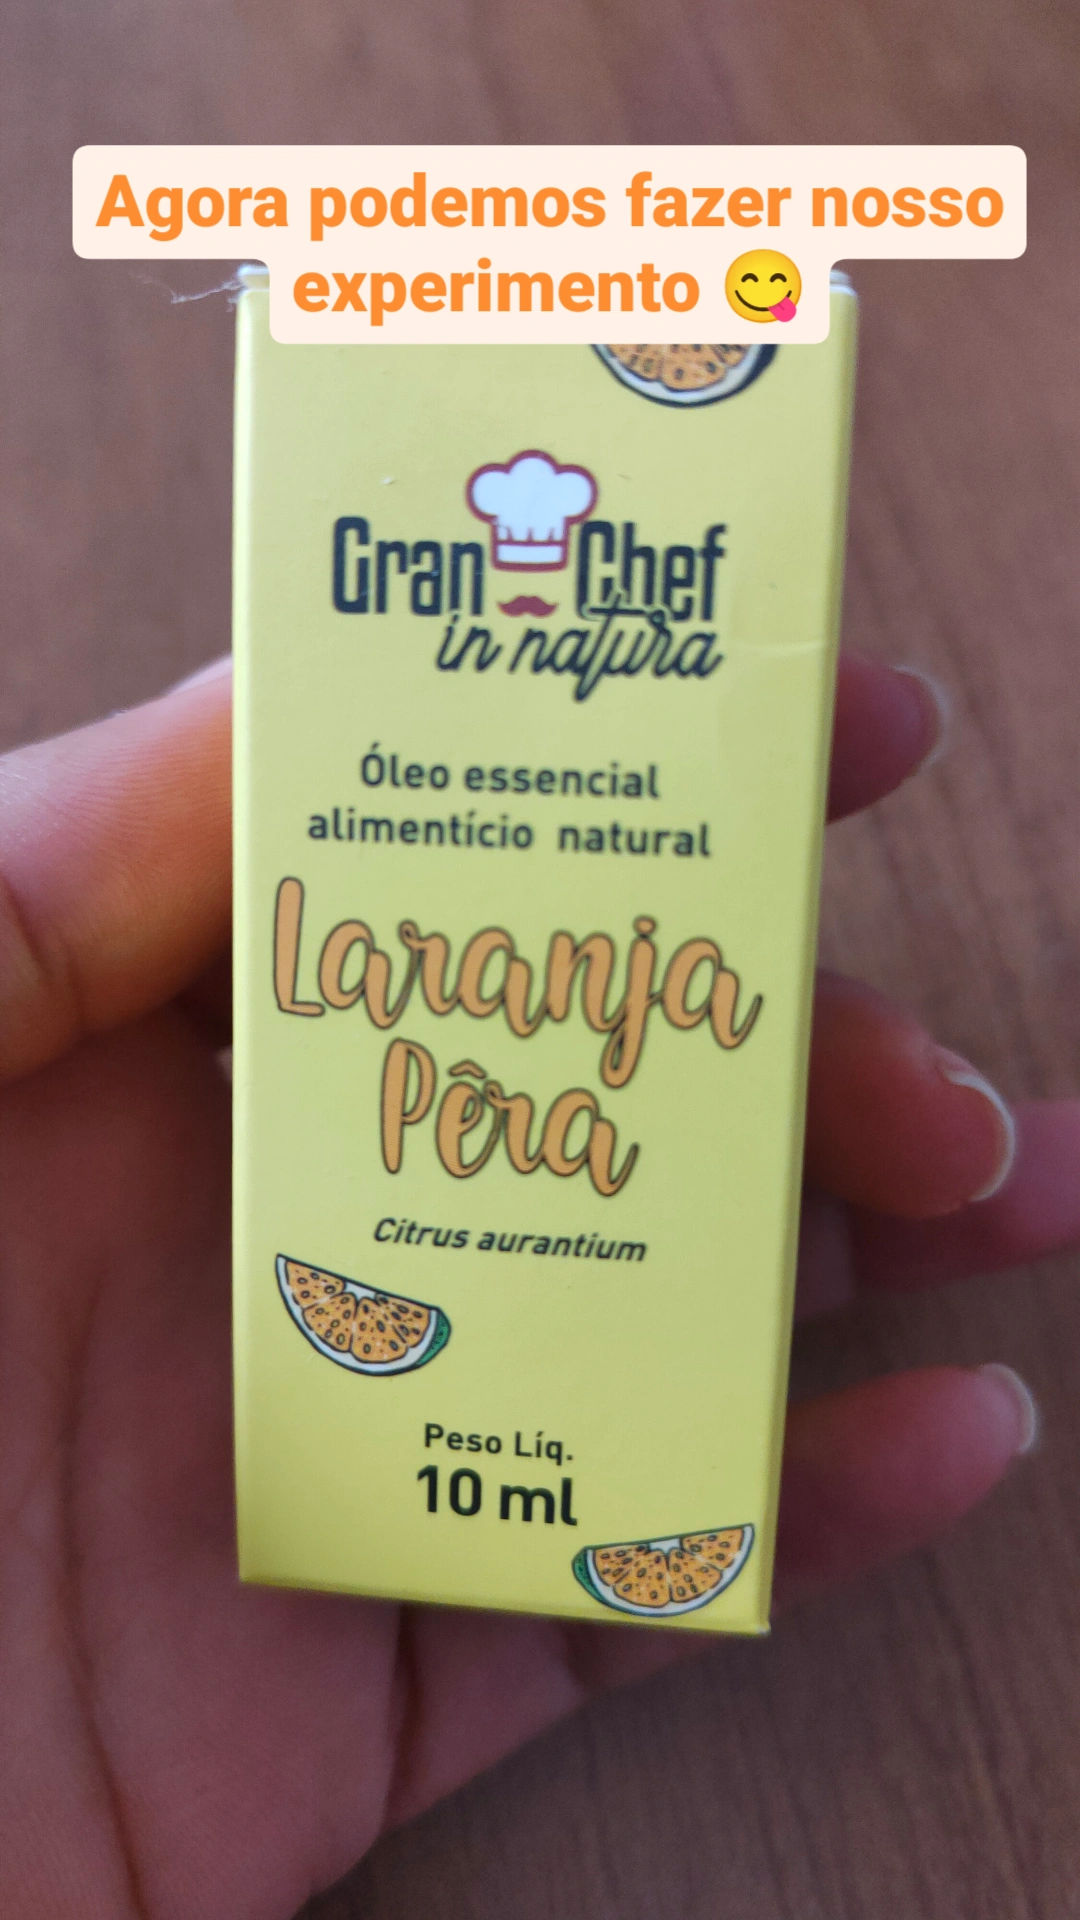 Agora podemos fazer nosso
experimento 😋
Gran Chef
in natura
Óleo essencial
alimentício natural
Laranja
Pêra
Citrus aurantium
Peso Líq.
10 ml